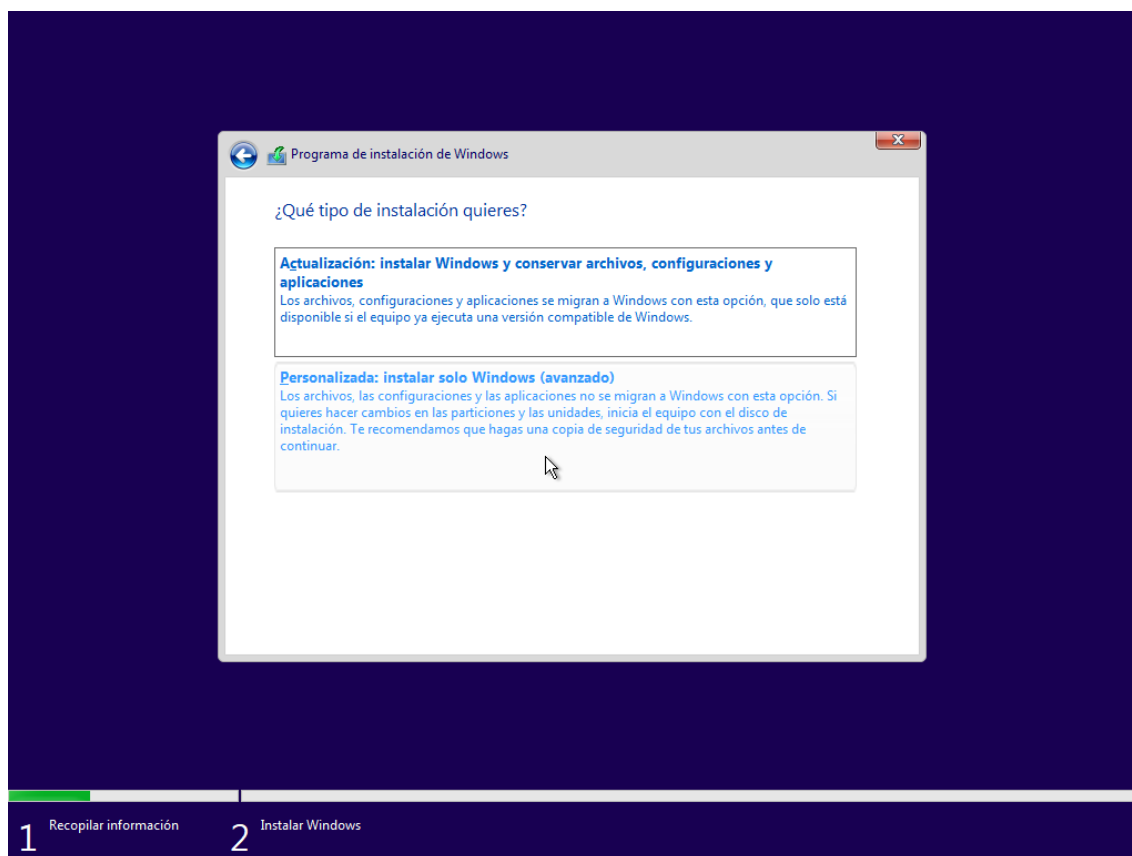 Programa de instalación de Windows
¿Qué tipo de instalación quieres?
Actualización: instalar Windows y conservar archivos, configuraciones y
aplicaciones
Los archivos, configuraciones y aplicaciones se migran a Windows con esta opción, que solo está
disponible si el equipo ya ejecuta una versión compatible de Windows.
Personalizada: instalar solo Windows (avanzado)
Los archivos, las configuraciones y las aplicaciones no se migran a Windows con esta opción. Si
quieres hacer cambios en las particiones y las unidades, inicia el equipo con el disco de
instalación. Te recomendamos que hagas una copia de seguridad de tus archivos antes de
continuar.
1 Recopilar información
2 Instalar Windows